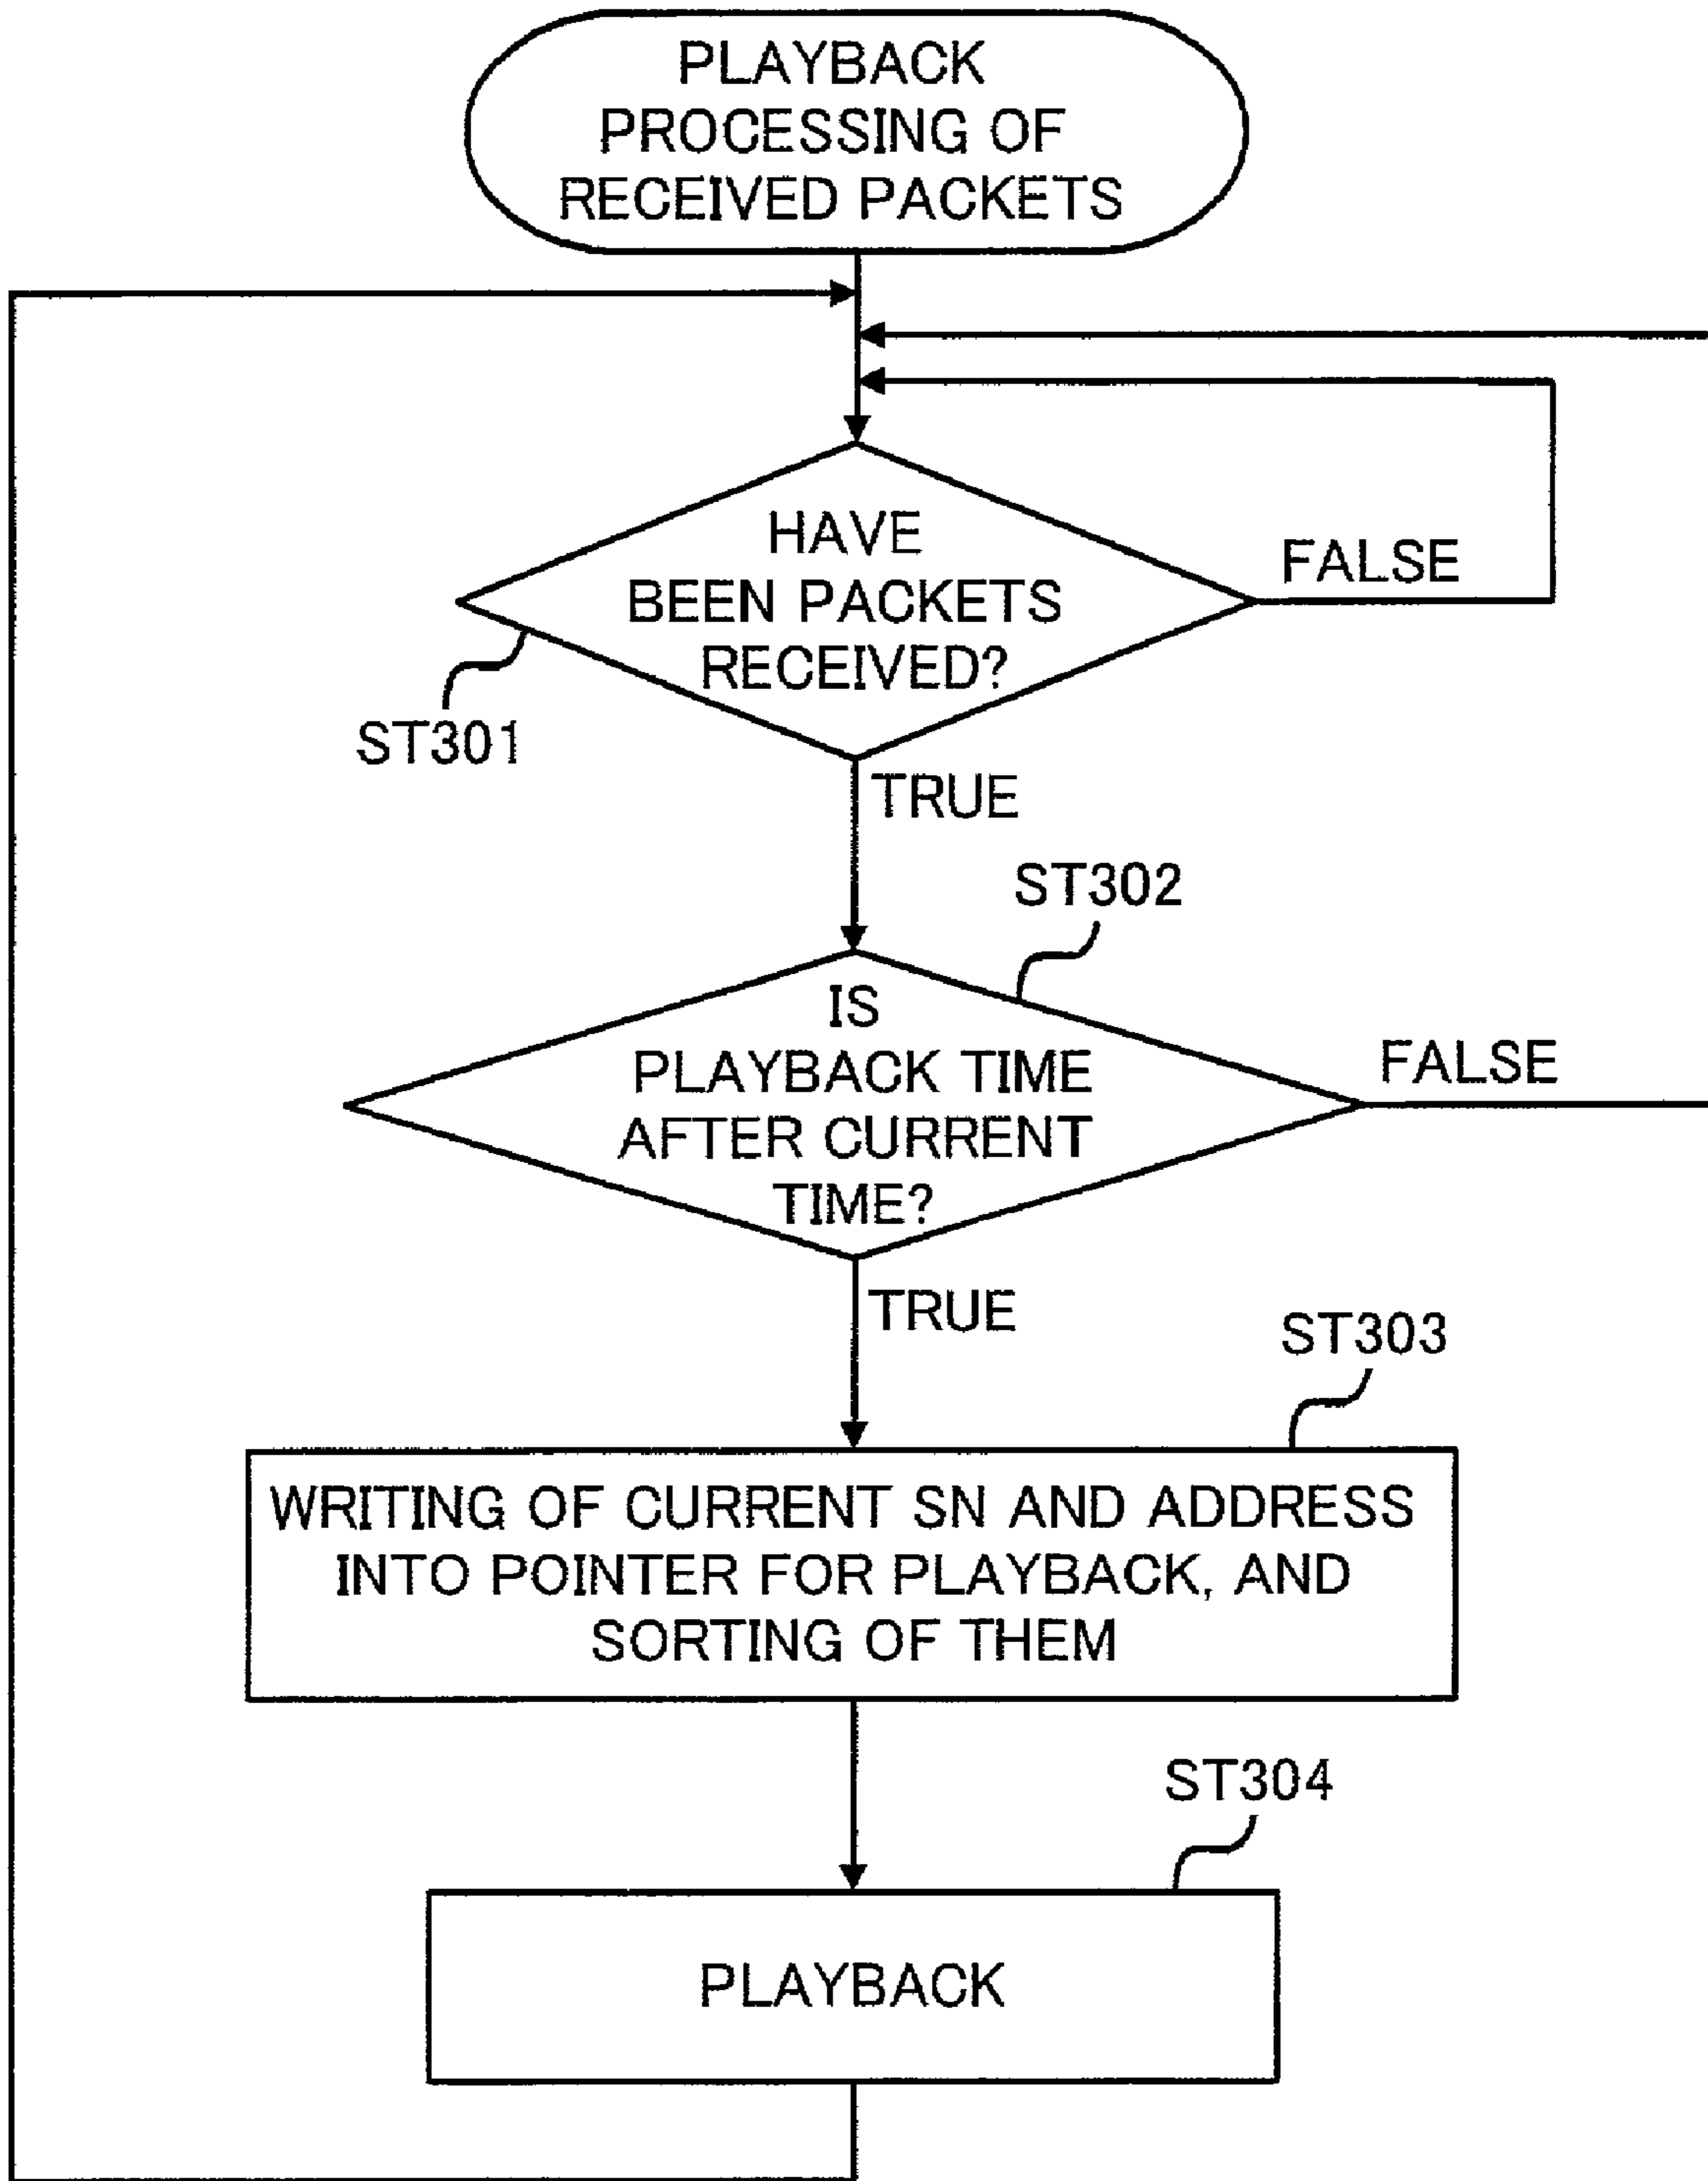 PLAYBACK
PROCESSING OF
RECEIVED PACKETS
HAVE
BEEN PACKETS
RECEIVED?
FALSE
ST301
TRUE
ST302
IS
PLAYBACK TIME
AFTER CURRENT
TIME?
FALSE
TRUE
ST303
WRITING OF CURRENT SN AND ADDRESS
INTO POINTER FOR PLAYBACK, AND
SORTING OF THEM
ST304
PLAYBACK